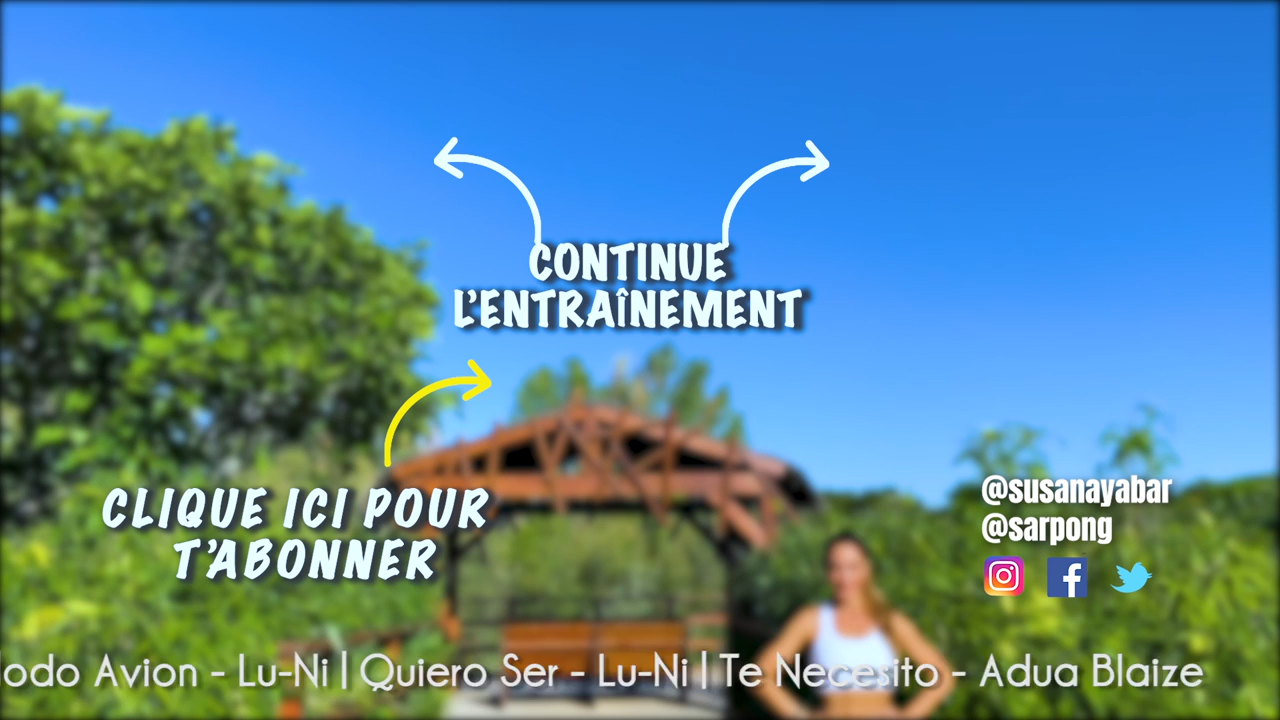 CONTINUE
L'ENTRAÎNEMENT
CLIQUE ICI POUR
T'ABONNER
@susanayabar
@sarpong
Avion - Lu-Ni | Quiero Ser - Lu-Ni | Te Necesito - Adua Blaize